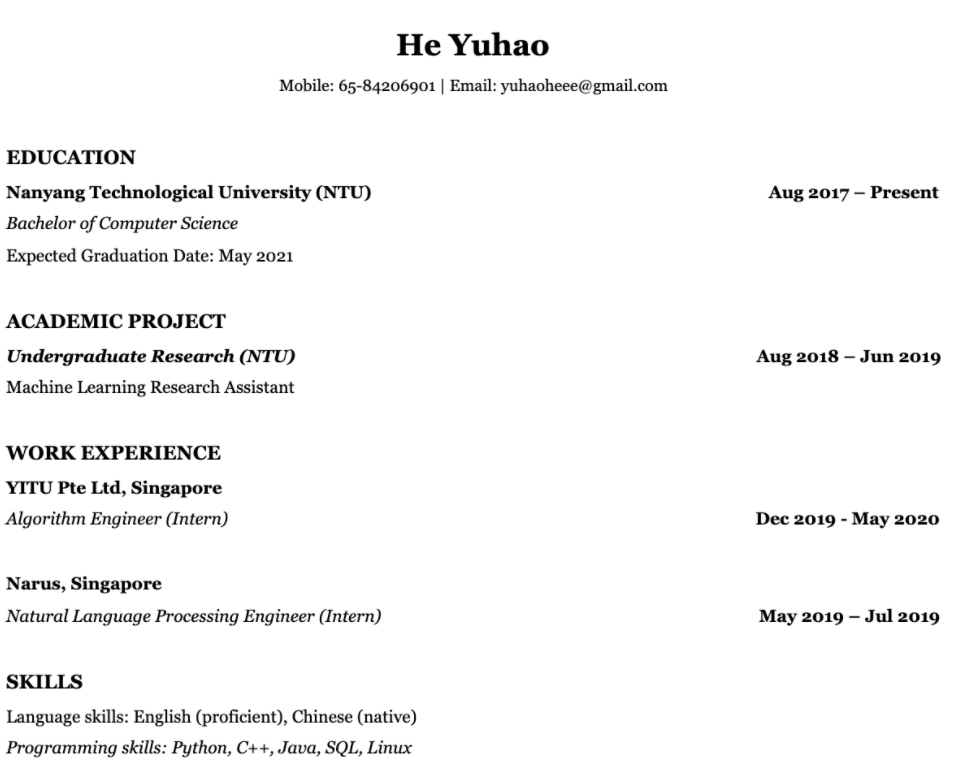 He Yuhao
Mobile: 65-84206901 | Email: yuhaoheee@gmail.com
EDUCATION
Nanyang Technological University (NTU) Aug 2017 – Present
Bachelor of Computer Science
Expected Graduation Date: May 2021
ACADEMIC PROJECT
Undergraduate Research (NTU) Aug 2018 – Jun 2019
Machine Learning Research Assistant
WORK EXPERIENCE
YITU Pte Ltd, Singapore
Algorithm Engineer (Intern) Dec 2019 - May 2020
Narus, Singapore
Natural Language Processing Engineer (Intern) May 2019 – Jul 2019
SKILLS
Language skills: English (proficient), Chinese (native)
Programming skills: Python, C++, Java, SQL, Linux